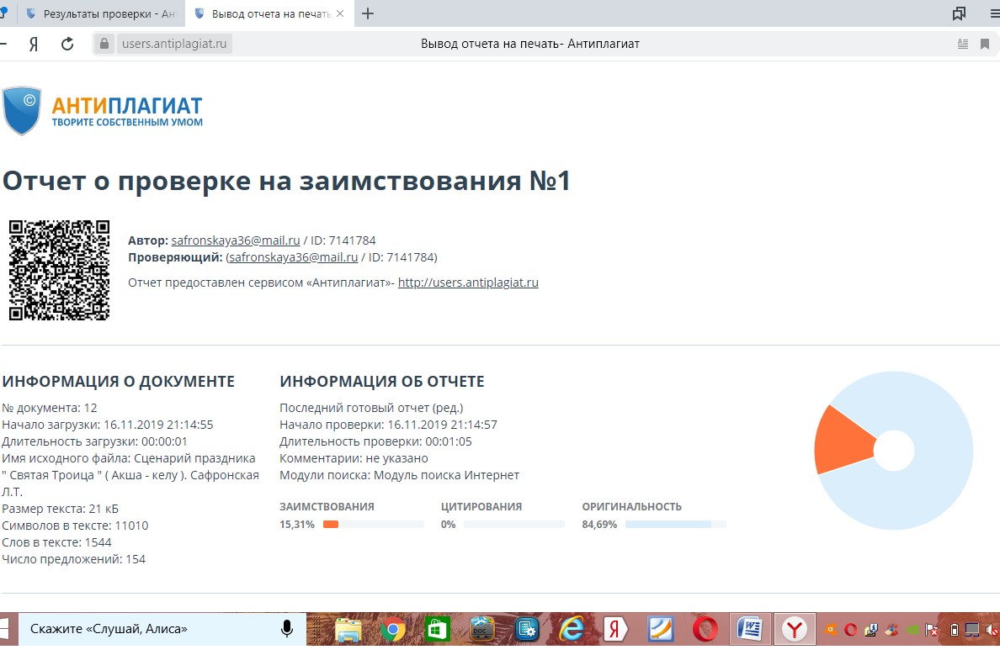 Результаты проверки - Ант
Вывод отчета на печать
Я
users.antiplagiat.ru
Вывод отчета на печать- Антиплагиат
©
АНТИПЛАГИАТ
ТВОРИТЕ СОБСТВЕННЫМ УМОМ
Отчет о проверке на заимствования №1
Автор: safronskaya36@mail.ru / ID: 7141784
Проверяющий: (safronskaya36@mail.ru / ID: 7141784)
Отчет предоставлен сервисом «Антиплагиат»- http://users.antiplagiat.ru
ИНФОРМАЦИЯ О ДОКУМЕНТЕ
№ документа: 12
Начало загрузки: 16.11.2019 21:14:55
Длительность загрузки: 00:00:01
Имя исходного файла: Сценарий праздника
" Святая Троица " ( Акша - келу ). Сафронская
Л.Т.
Размер текста: 21 кБ
Символов в тексте: 11010
Слов в тексте: 1544
Число предложений: 154
ИНФОРМАЦИЯ ОБ ОТЧЕТЕ
Последний готовый отчет (ред.)
Начало проверки: 16.11.2019 21:14:57
Длительность проверки: 00:01:05
Комментарии: не указано
Модули поиска: Модуль поиска Интернет
ЗАИМСТВОВАНИЯ
15,31%
ЦИТИРОВАНИЯ
0%
ОРИГИНАЛЬНОСТЬ
84,69%
Скажите «Слушай, Алиса»
DOC
Я